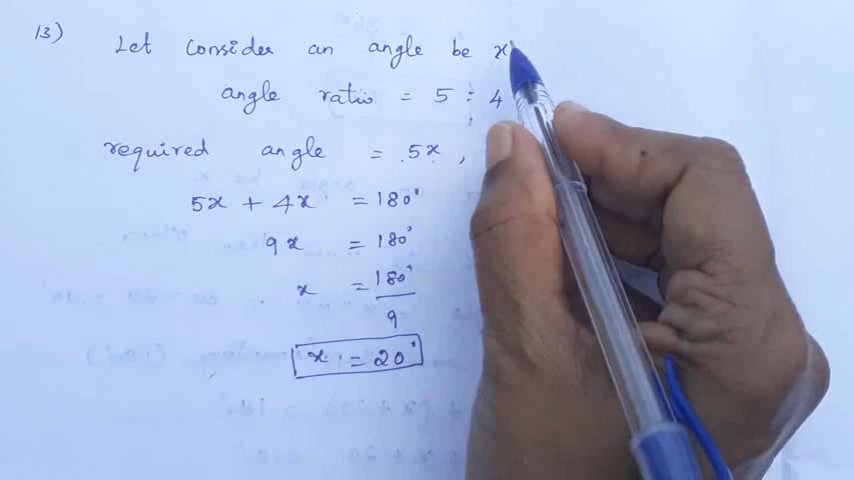 13) Let consider an angle be x
angle ratio = 5 : 4
required angle = 5x ,
5x + 4x = 180°
9x = 180°
x = 180°
9
x = 20°